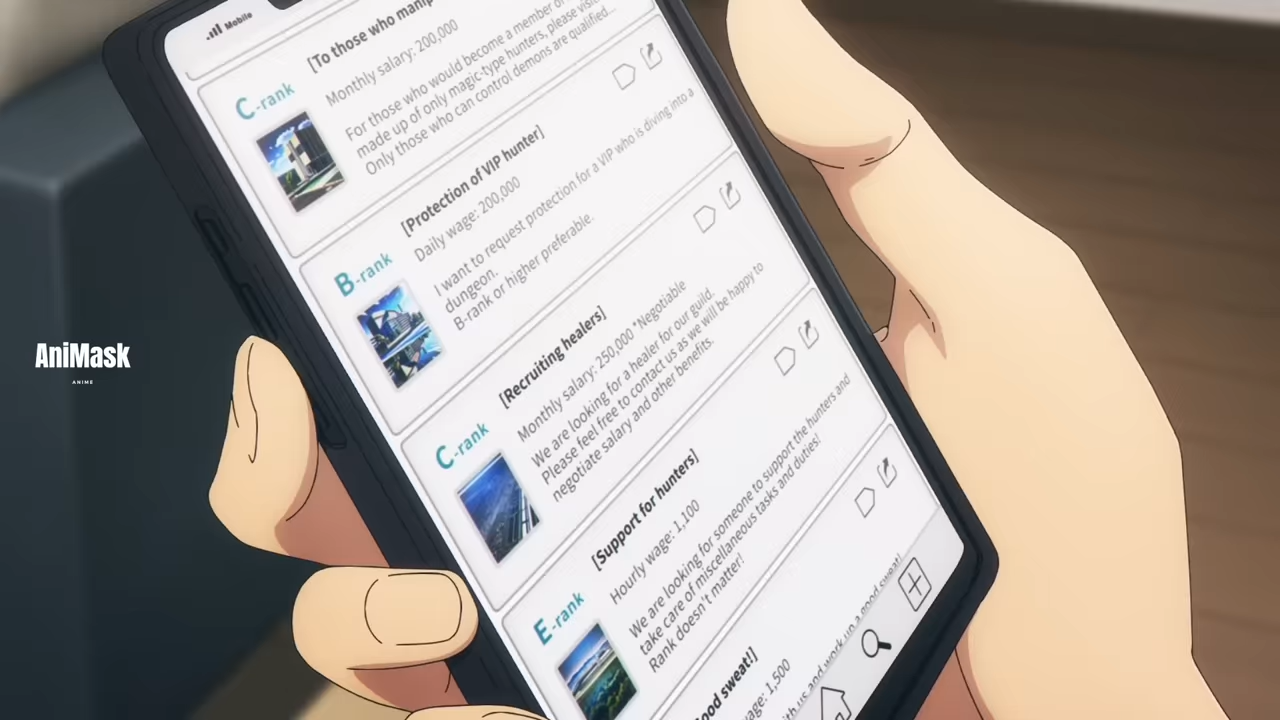 Mobile
[To those who
Monthly salary: 200,000
C-rank
For those who would become a member of
made up of only magic-type hunters, please
Only those who can control demons are qualified...
[Protection of VIP hunter]
Daily wage: 200,000
B-rank
I want to request protection for a VIP who is diving into a
dungeon.
B-rank or higher preferable.
[Recruiting healers]
Monthly salary: 250,000 *Negotiable
C-rank
We are looking for a healer for our guild.
Please feel free to contact us as we will be happy to
negotiate salary and other benefits.
[Support for hunters]
Hourly wage: 1,100
E-rank
We are looking for someone to support the hunters and
take care of miscellaneous tasks and duties!
Rank doesn't matter!
sweat!]
1,500
us and work up a good sweat!
AniMask
ANIME